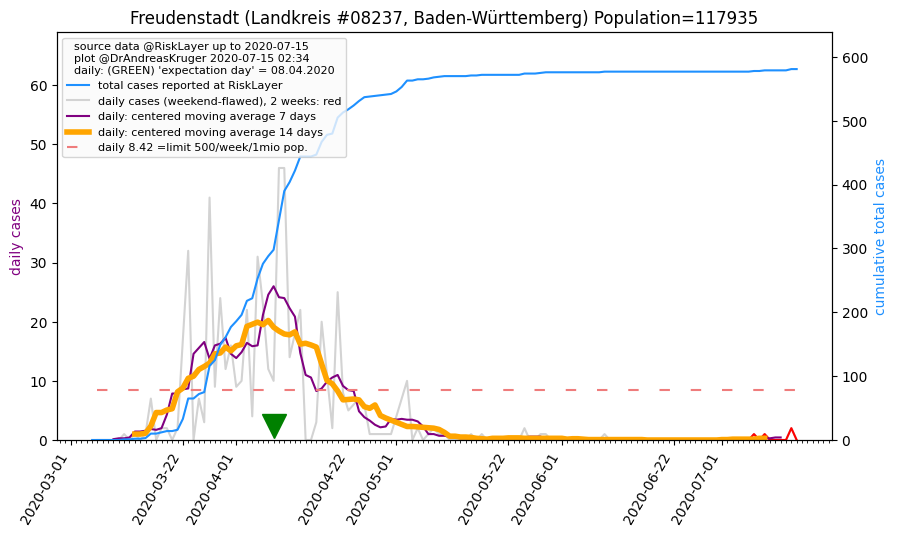 Freudenstadt (Landkreis #08237, Baden-Württemberg) Population=117935
source data @RiskLayer up to 2020-07-15
plot @DrAndreasKruger 2020-07-15 02:34
daily: (GREEN) 'expectation day' = 08.04.2020
total cases reported at RiskLayer
daily cases (weekend-flawed), 2 weeks: red
daily: centered moving average 7 days
daily: centered moving average 14 days
daily 8.42 =limit 500/week/1mio pop.
daily cases
60
50
40
30
20
10
0
600
500
400
300
200
100
0
cumulative total cases
2020-03-01
2020-03-22
2020-04-01
2020-04-22
2020-05-01
2020-05-22
2020-06-01
2020-06-22
2020-07-01